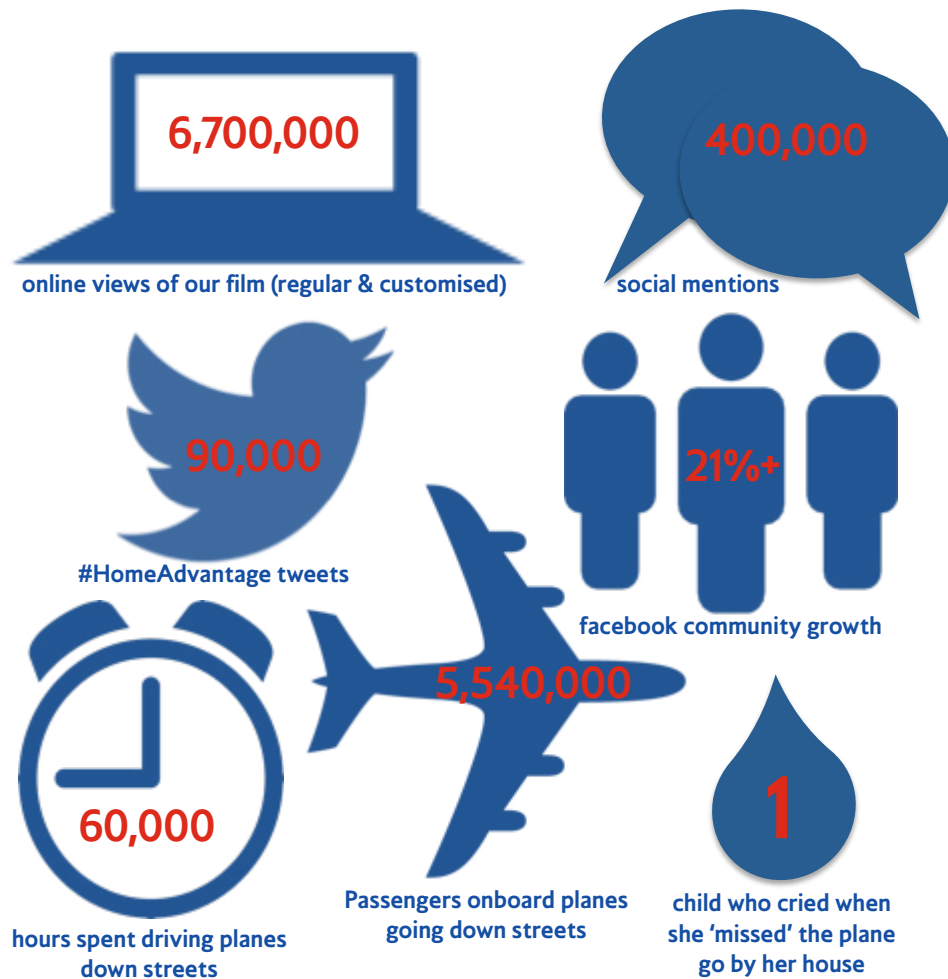 6,700,000
online views of our film (regular & customised)
400,000
social mentions
90,000
#HomeAdvantage tweets
21%+
facebook community growth
60,000
hours spent driving planes
down streets
5,540,000
Passengers onboard planes
going down streets
1
child who cried when
she ‘missed’ the plane
go by her house